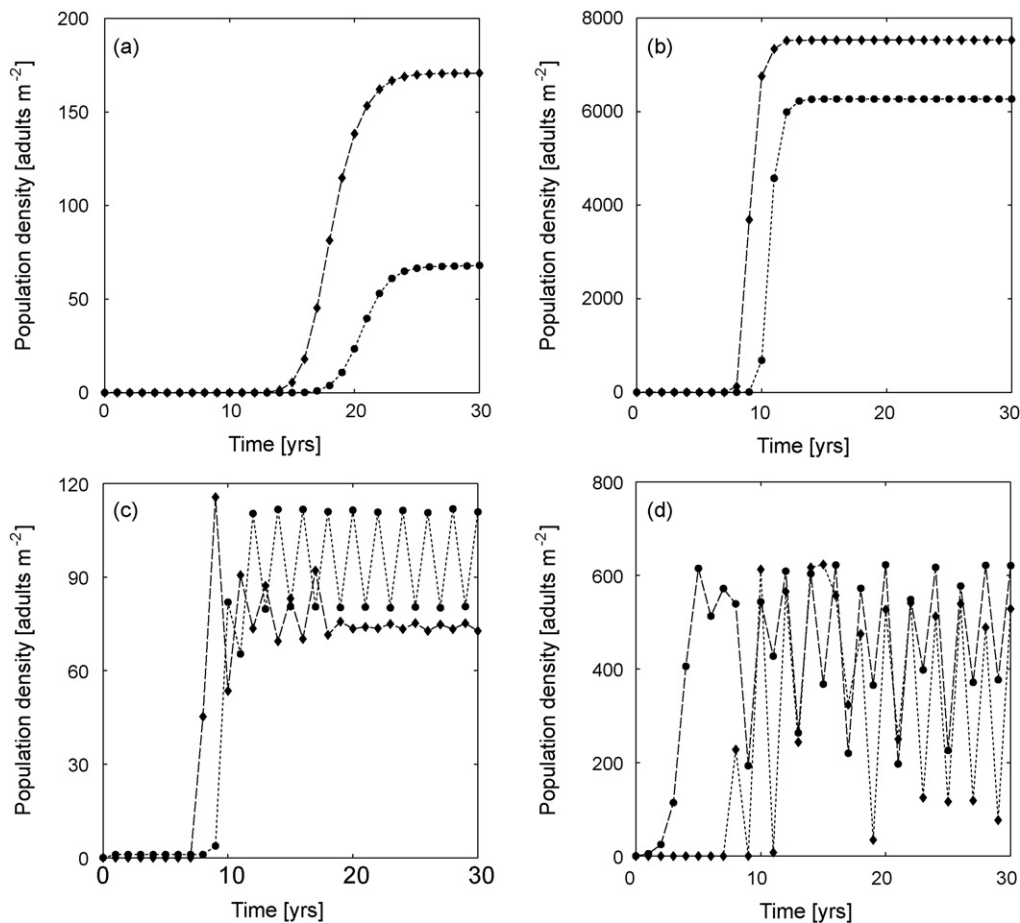 (a)
Population density [adults m-2]
200
150
100
50
0
0 10 20 30
Time [yrs]
(b)
Population density [adults m-2]
8000
6000
4000
2000
0
0 10 20 30
Time [yrs]
(c)
Population density [adults m-2]
120
90
60
30
0
0 10 20 30
Time [yrs]
(d)
Population density [adults m-2]
800
600
400
200
0
0 10 20 30
Time [yrs]